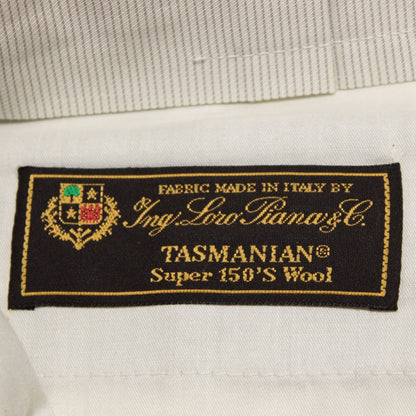 FABRIC MADE IN ITALY BY
Ing. Loro Piana & C.
TASMANIAN®
Super 150'S Wool